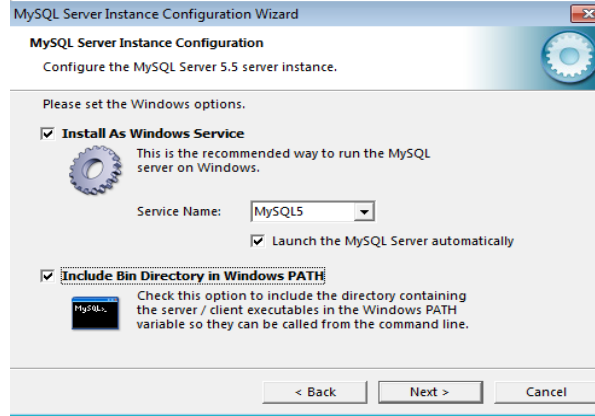 MySQL Server Instance Configuration Wizard
MySQL Server Instance Configuration
Configure the MySQL Server 5.5 server instance.
Please set the Windows options.
Install As Windows Service
This is the recommended way to run the MySQL
server on Windows.
Service Name: MySQL5
Launch the MySQL Server automatically
Include Bin Directory in Windows PATH
MySQL>_
Check this option to include the directory containing
the server / client executables in the Windows PATH
variable so they can be called from the command line.
< Back Next > Cancel